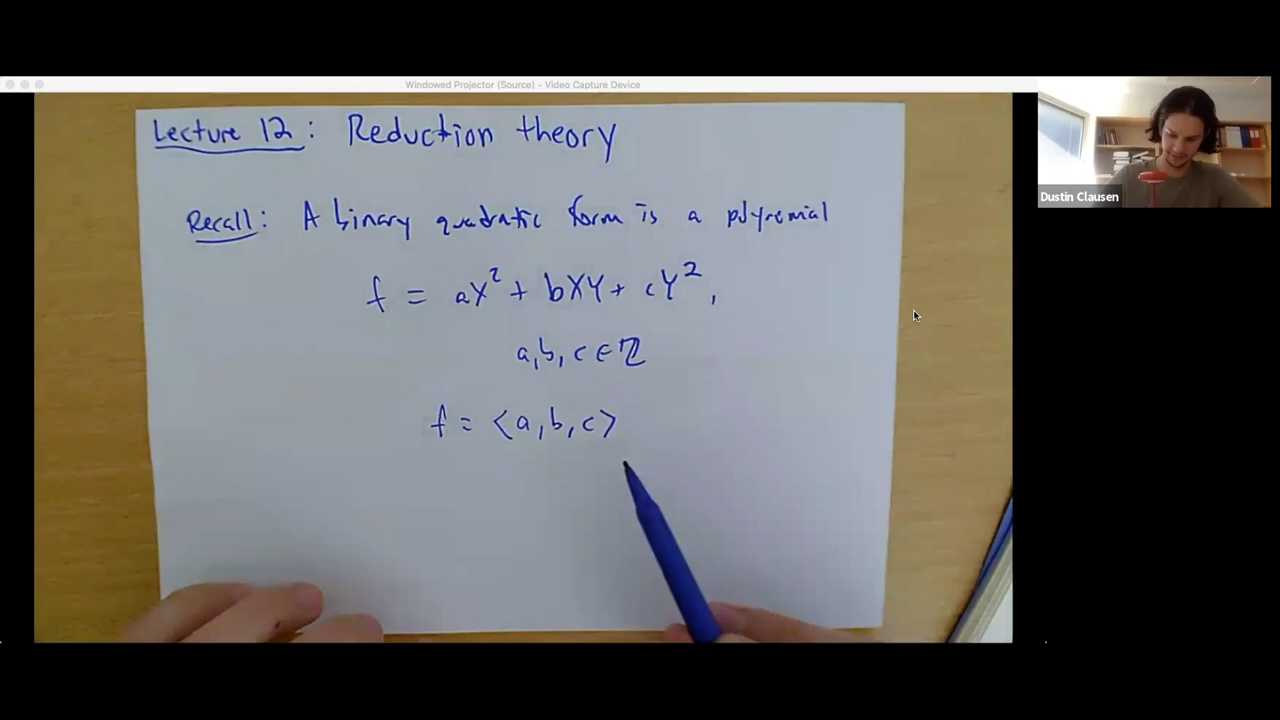 Windowed Projector (Source) - Video Capture Device
Lecture 12: Reduction theory
Recall: A binary quadratic form is a polynomial
f = aX² + bXY + cY²,
a, b, c ∈ ℤ
f = <a, b, c>
Dustin Clausen